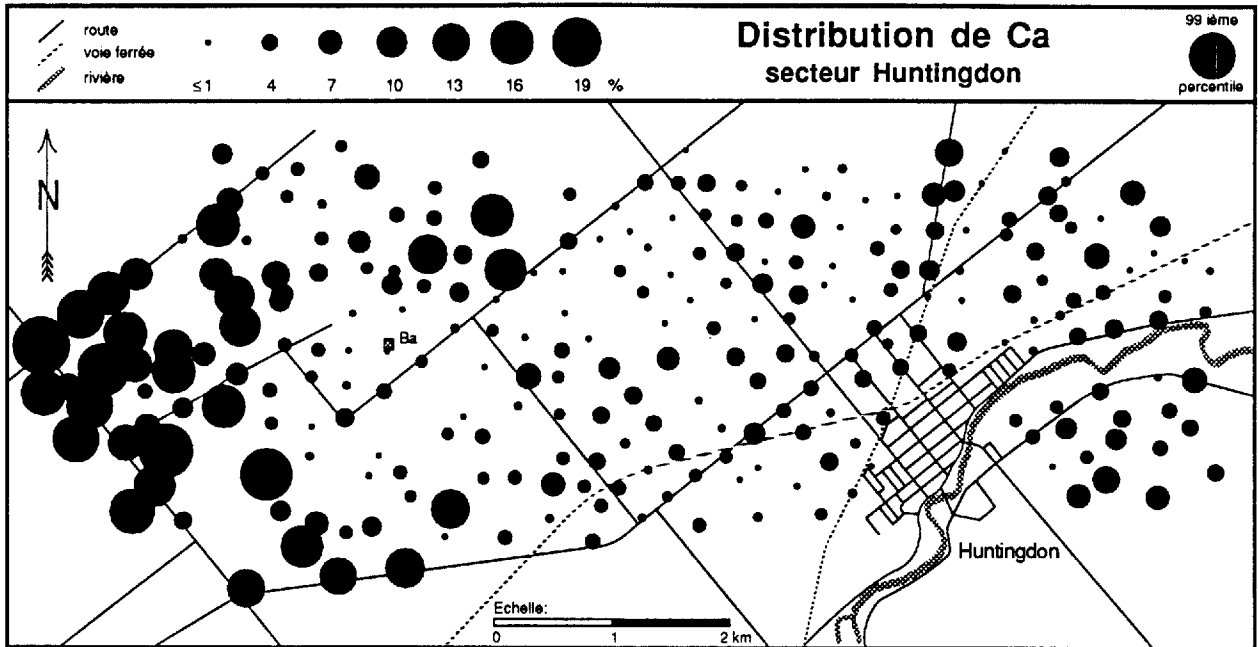 route
voie ferrée
rivière
≤ 1 4 7 10 13 16 19 %
Distribution de Ca
secteur Huntingdon
99 ième
percentile
N
Ba
Huntingdon
Echelle:
0 1 2 km